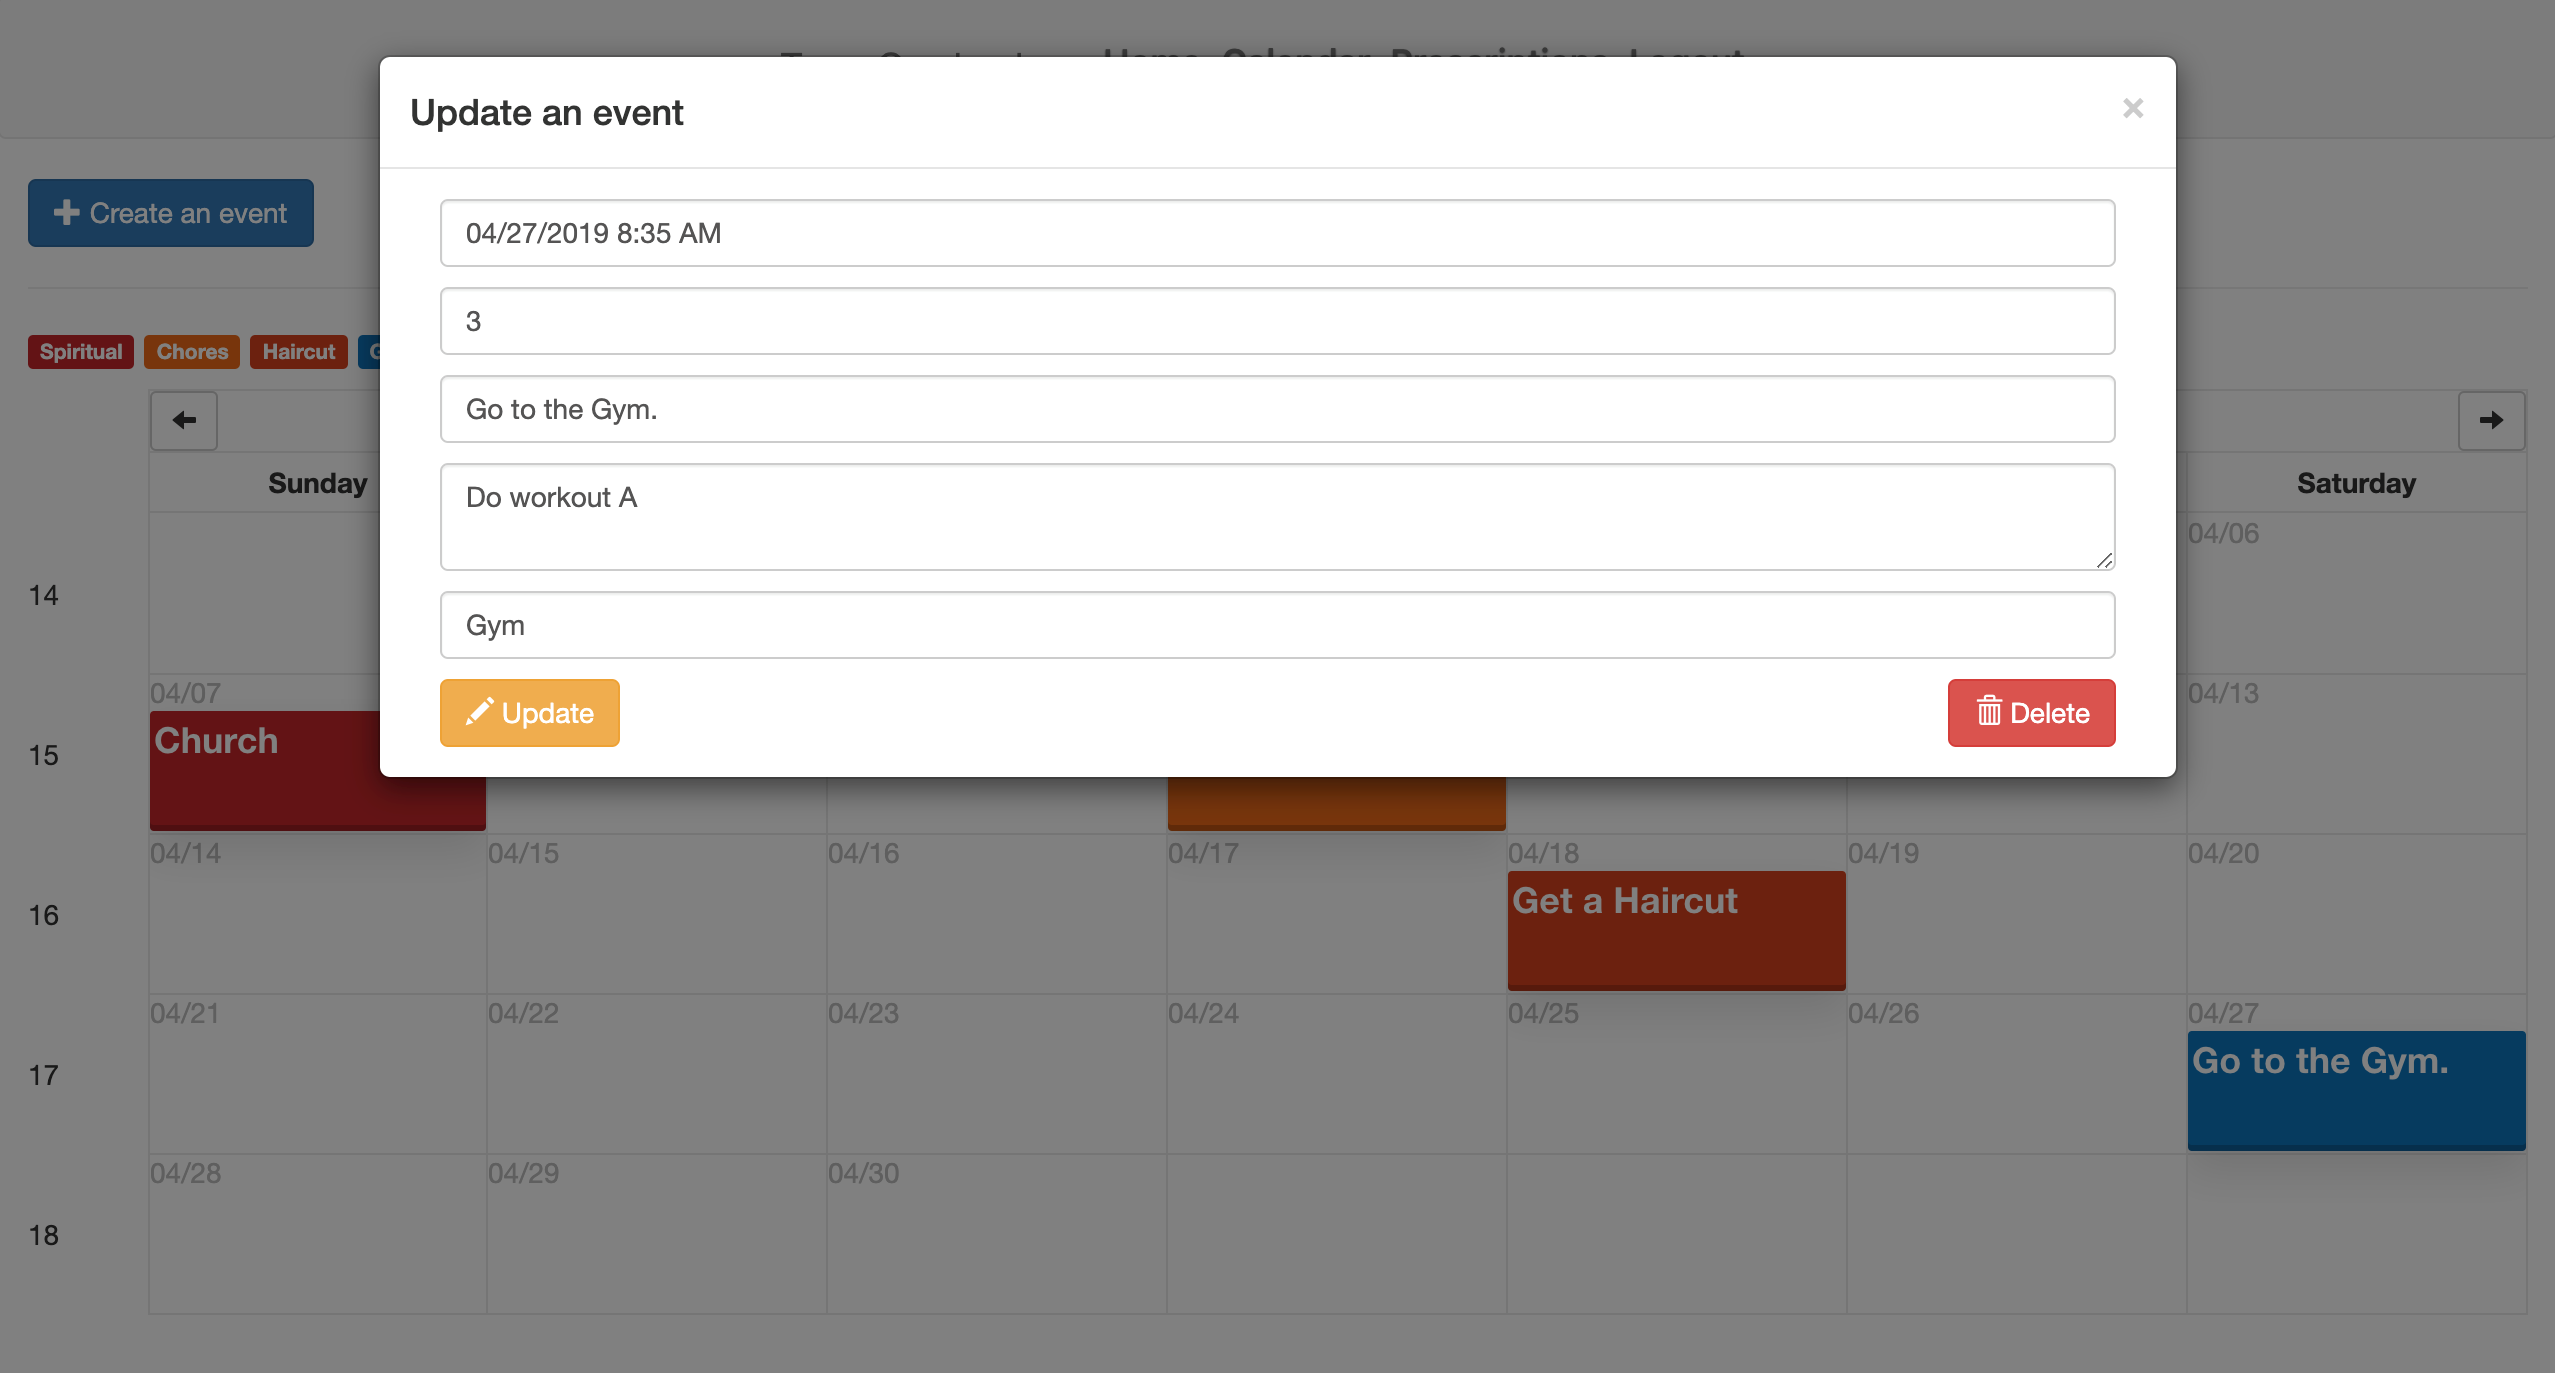 Update an event ×
04/27/2019 8:35 AM
3
Go to the Gym.
Do workout A
Gym
Update Delete
Create an event
Spiritual Chores Haircut
Sunday Saturday
04/06
14
04/07 04/13
Church
15
04/14 04/15 04/16 04/17 04/18 04/19 04/20
Get a Haircut
16
04/21 04/22 04/23 04/24 04/25 04/26 04/27
Go to the Gym.
17
04/28 04/29 04/30
18